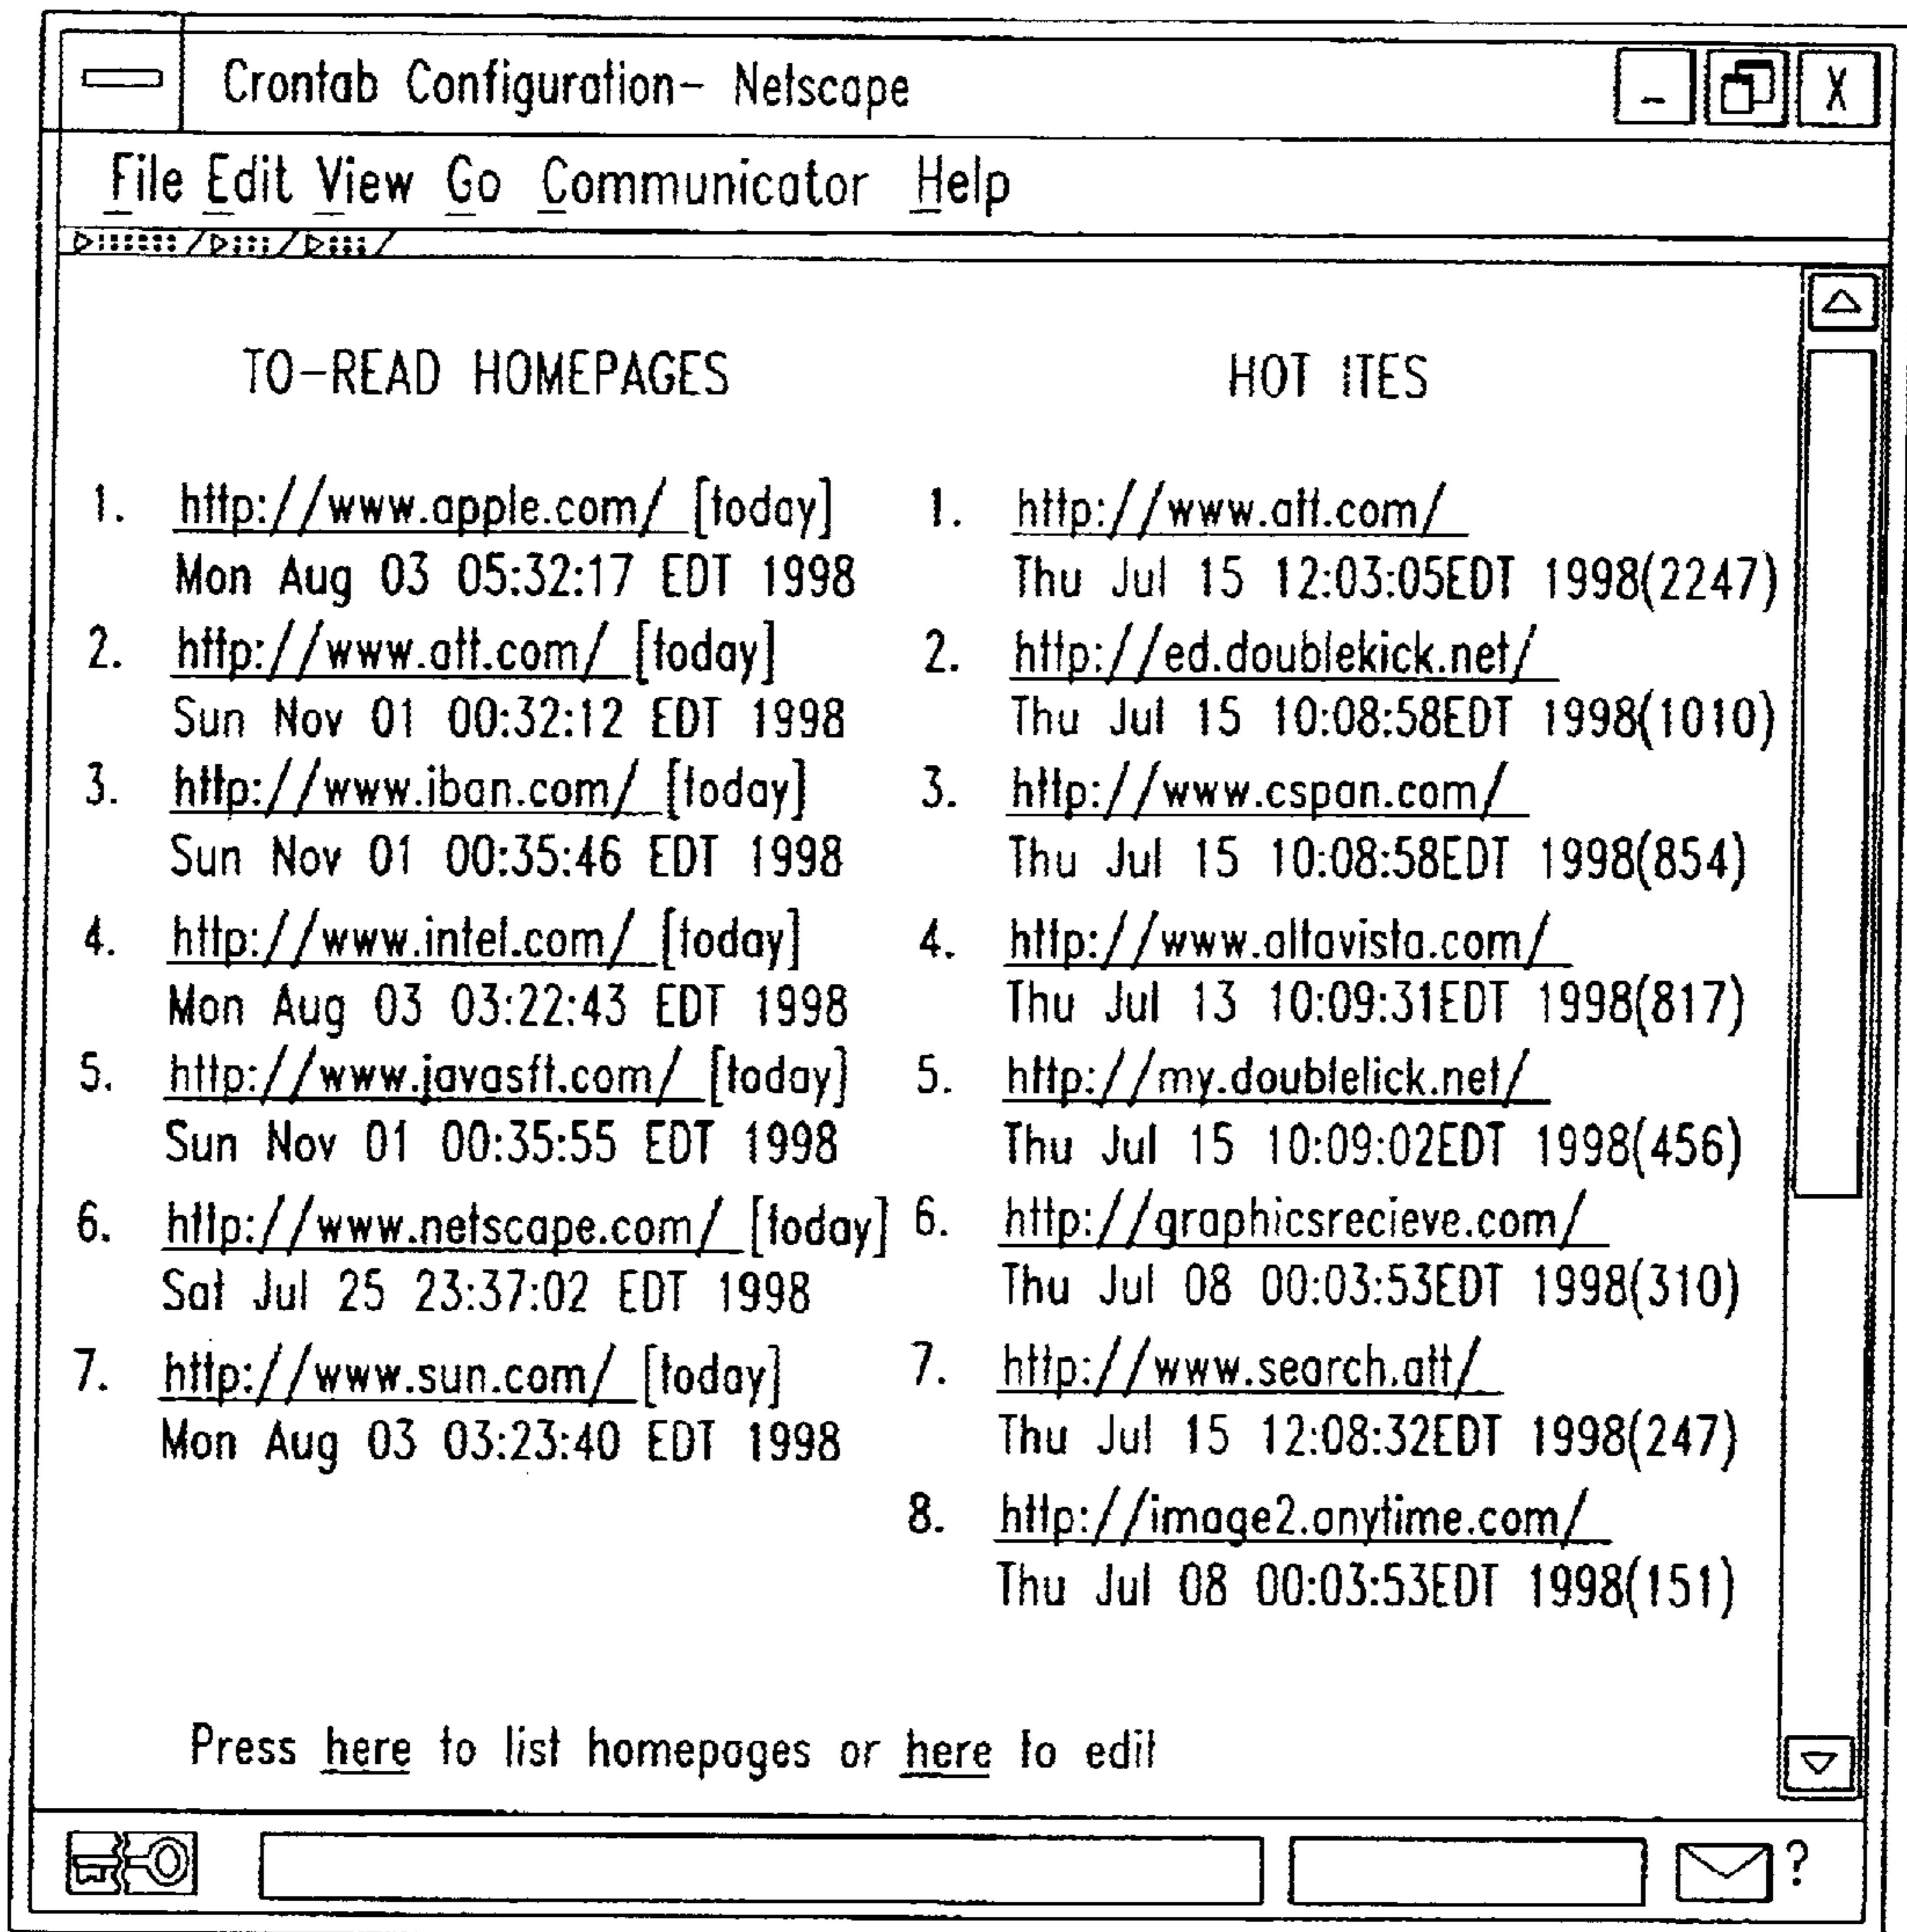 Crontab Configuration- Netscape
_ X
File Edit View Go Communicator Help
TO-READ HOMEPAGES
1. http://www.apple.com/ [today]
Mon Aug 03 05:32:17 EDT 1998
2. http://www.att.com/ [today]
Sun Nov 01 00:32:12 EDT 1998
3. http://www.iban.com/ [today]
Sun Nov 01 00:35:46 EDT 1998
4. http://www.intel.com/ [today]
Mon Aug 03 03:22:43 EDT 1998
5. http://www.javasft.com/ [today]
Sun Nov 01 00:35:55 EDT 1998
6. http://www.netscape.com/ [today]
Sat Jul 25 23:37:02 EDT 1998
7. http://www.sun.com/ [today]
Mon Aug 03 03:23:40 EDT 1998
HOT ITES
1. http://www.att.com/
Thu Jul 15 12:03:05EDT 1998(2247)
2. http://ed.doublekick.net/
Thu Jul 15 10:08:58EDT 1998(1010)
3. http://www.cspan.com/
Thu Jul 15 10:08:58EDT 1998(854)
4. http://www.altavista.com/
Thu Jul 13 10:09:31EDT 1998(817)
5. http://my.doublelick.net/
Thu Jul 15 10:09:02EDT 1998(456)
6. http://graphicsrecieve.com/
Thu Jul 08 00:03:53EDT 1998(310)
7. http://www.search.att/
Thu Jul 15 12:08:32EDT 1998(247)
8. http://image2.anytime.com/
Thu Jul 08 00:03:53EDT 1998(151)
Press here to list homepages or here to edit
?